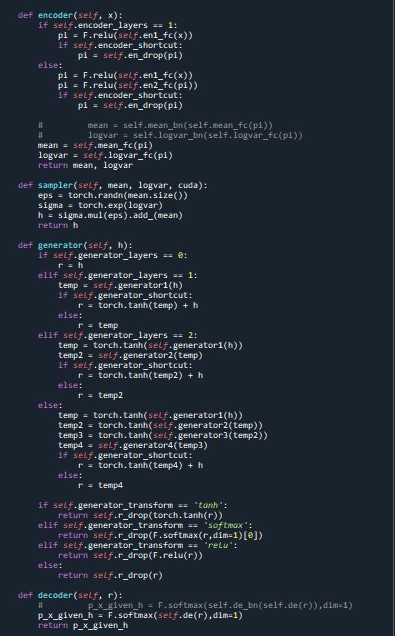 def encoder(self, x):
    if self.encoder_layers == 1:
        pi = F.relu(self.en1_fc(x))
        if self.encoder_shortcut:
            pi = self.en_drop(pi)
    else:
        pi = F.relu(self.en1_fc(x))
        pi = F.relu(self.en2_fc(pi))
        if self.encoder_shortcut:
            pi = self.en_drop(pi)
    #         mean = self.mean_bn(self.mean_fc(pi))
    #         logvar = self.logvar_bn(self.logvar_fc(pi))
    mean = self.mean_fc(pi)
    logvar = self.logvar_fc(pi)
    return mean, logvar
def sampler(self, mean, logvar, cuda):
    eps = torch.randn(mean.size())
    sigma = torch.exp(logvar)
    h = sigma.mul(eps).add_(mean)
    return h
def generator(self, h):
    if self.generator_layers == 0:
        r = h
    elif self.generator_layers == 1:
        temp = self.generator1(h)
        if self.generator_shortcut:
            r = torch.tanh(temp) + h
        else:
            r = temp
    elif self.generator_layers == 2:
        temp = torch.tanh(self.generator1(h))
        temp2 = self.generator2(temp)
        if self.generator_shortcut:
            r = torch.tanh(temp2) + h
        else:
            r = temp2
    else:
        temp = torch.tanh(self.generator1(h))
        temp2 = torch.tanh(self.generator2(temp))
        temp3 = torch.tanh(self.generator3(temp2))
        temp4 = self.generator4(temp3)
        if self.generator_shortcut:
            r = torch.tanh(temp4) + h
        else:
            r = temp4
    if self.generator_transform == 'tanh':
        return self.r_drop(torch.tanh(r))
    elif self.generator_transform == 'softmax':
        return self.r_drop(F.softmax(r,dim=1)[0])
    elif self.generator_transform == 'relu':
        return self.r_drop(F.relu(r))
    else:
        return self.r_drop(r)
def decoder(self, r):
    #         p_x_given_h = F.softmax(self.de_bn(self.de(r)),dim=1)
    p_x_given_h = F.softmax(self.de(r),dim=1)
    return p_x_given_h